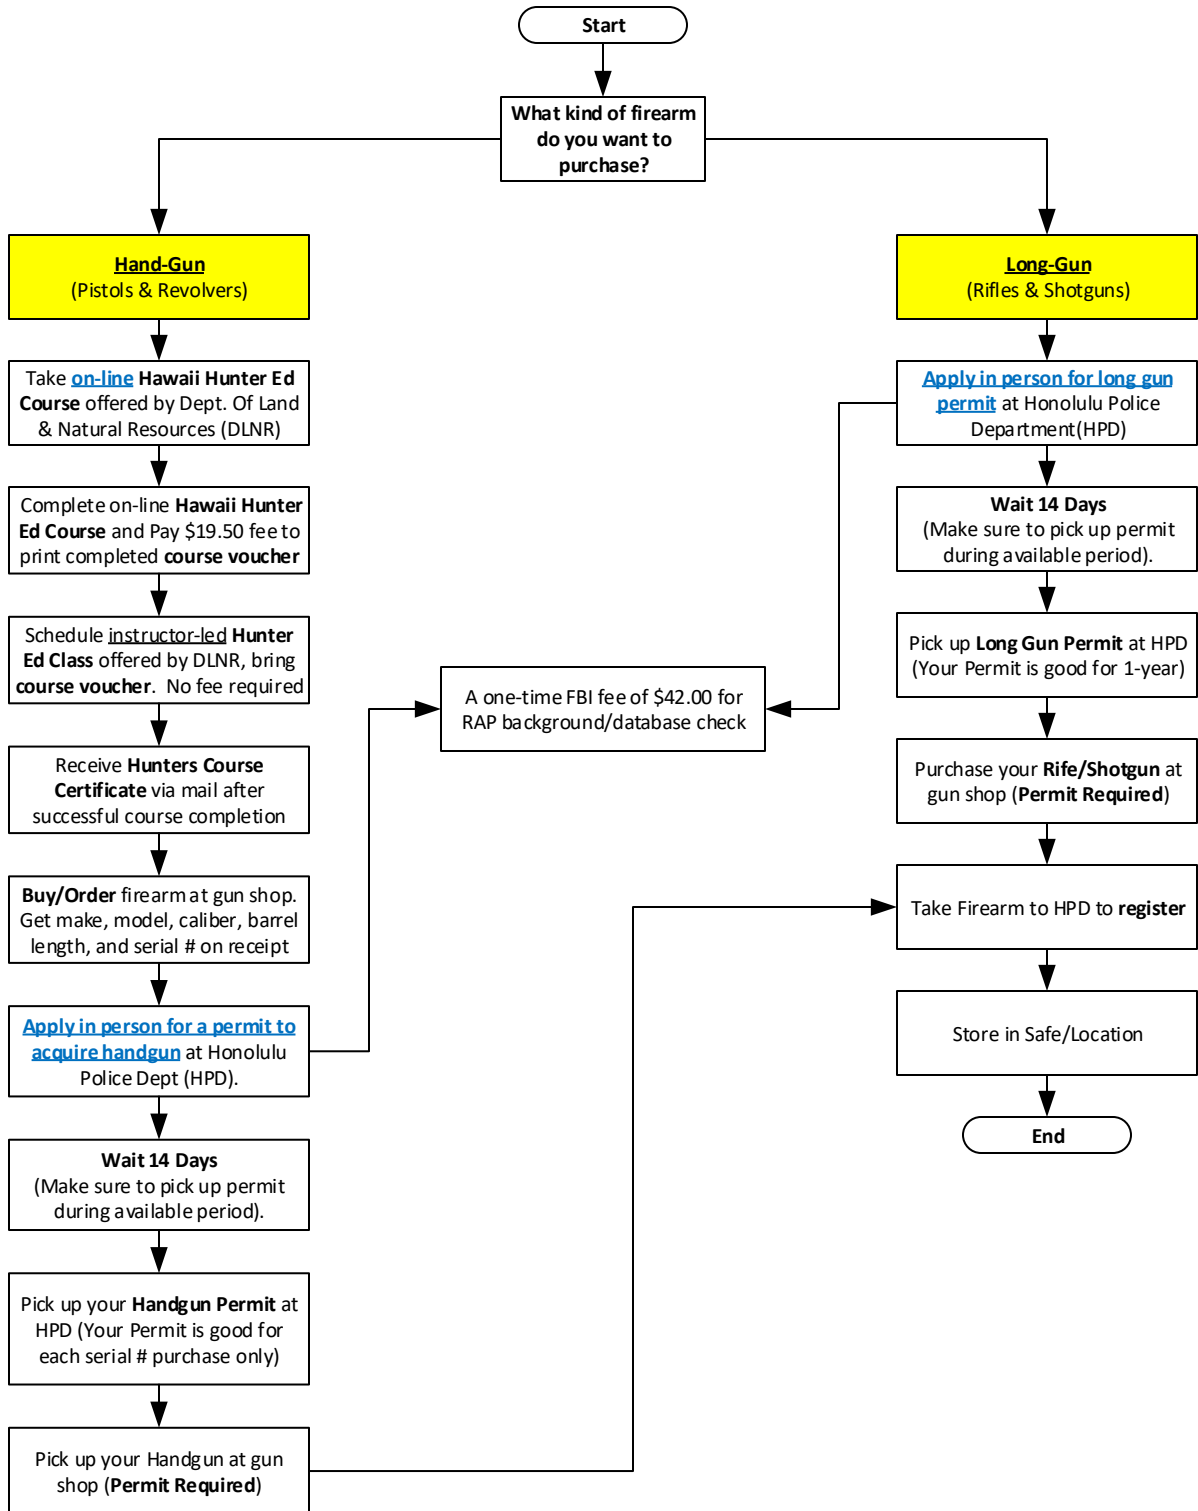 Start
What kind of firearm
do you want to
purchase?
Hand-Gun
(Pistols & Revolvers)
Take on-line Hawaii Hunter Ed
Course offered by Dept. Of Land
& Natural Resources (DLNR)
Complete on-line Hawaii Hunter
Ed Course and Pay $19.50 fee to
print completed course voucher
Schedule instructor-led Hunter
Ed Class offered by DLNR, bring
course voucher.  No fee required
Receive Hunters Course
Certificate via mail after
successful course completion
Buy/Order firearm at gun shop.
Get make, model, caliber, barrel
length, and serial # on receipt
Apply in person for a permit to
acquire handgun at Honolulu
Police Dept (HPD).
Wait 14 Days
(Make sure to pick up permit
during available period).
Pick up your Handgun Permit at
HPD (Your Permit is good for
each serial # purchase only)
Pick up your Handgun at gun
shop (Permit Required)
A one-time FBI fee of $42.00 for
RAP background/database check
Long-Gun
(Rifles & Shotguns)
Apply in person for long gun
permit at Honolulu Police
Department(HPD)
Wait 14 Days
(Make sure to pick up permit
during available period).
Pick up Long Gun Permit at HPD
(Your Permit is good for 1-year)
Purchase your Rife/Shotgun at
gun shop (Permit Required)
Take Firearm to HPD to register
Store in Safe/Location
End